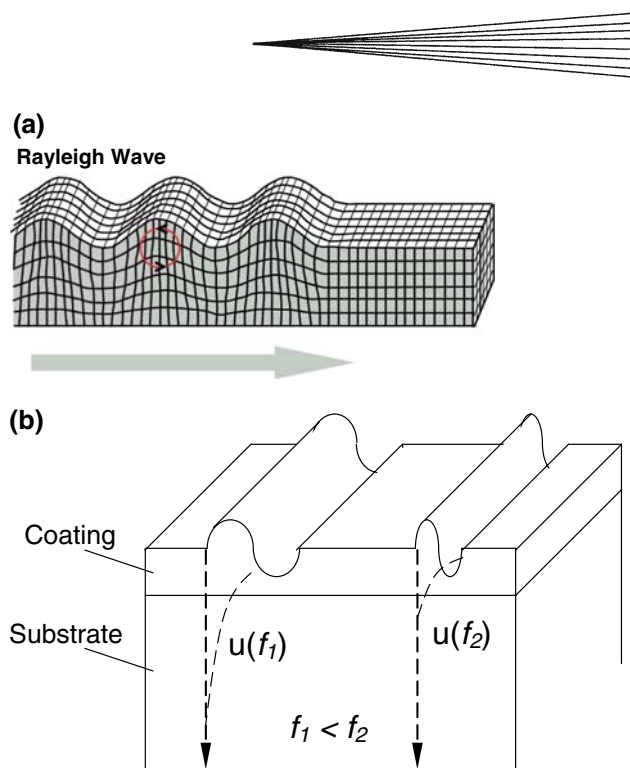 (a)
Rayleigh Wave
(b)
Coating
Substrate
u(f₁)
u(f₂)
f₁ < f₂